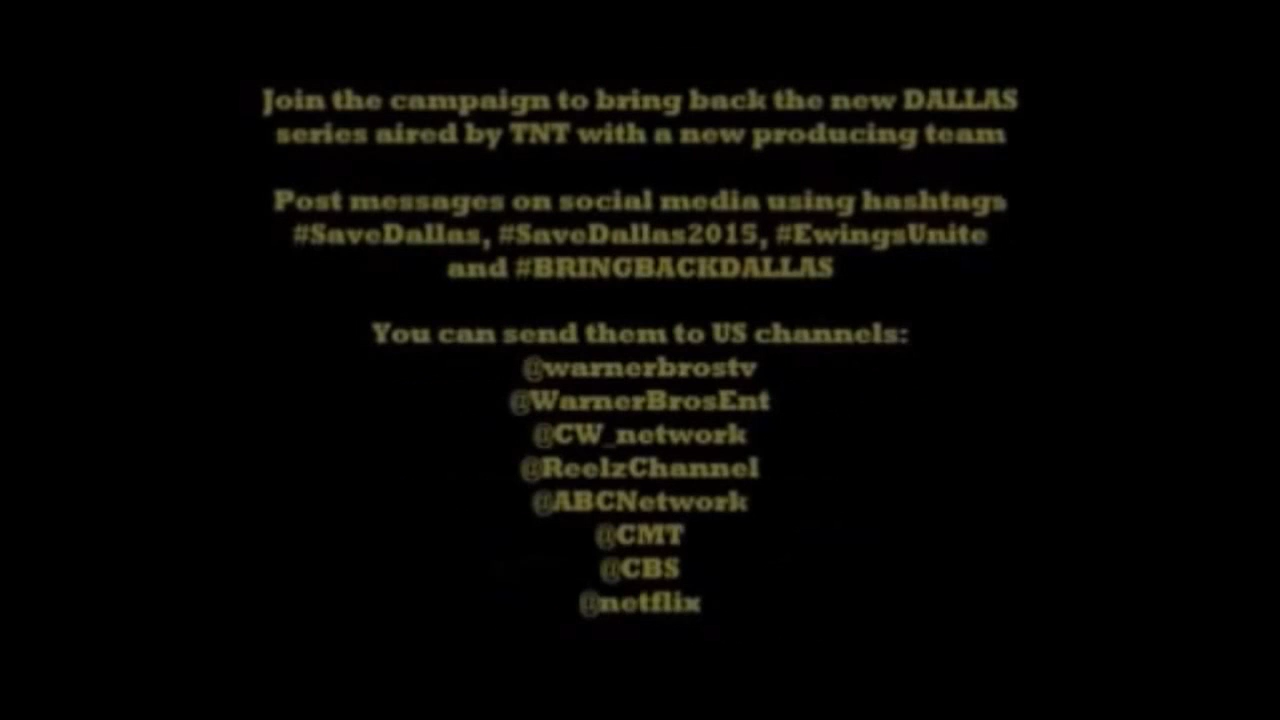 Join the campaign to bring back the new DALLAS
series aired by TNT with a new producing team
Post messages on social media using hashtags
#SaveDallas, #SaveDallas2015, #EwingsUnite
and #BRINGBACKDALLAS
You can send them to US channels:
@warnerbrostv
@WarnerBrosEnt
@CW_network
@ReelzChannel
@ABCNetwork
@CMT
@CBS
@netflix